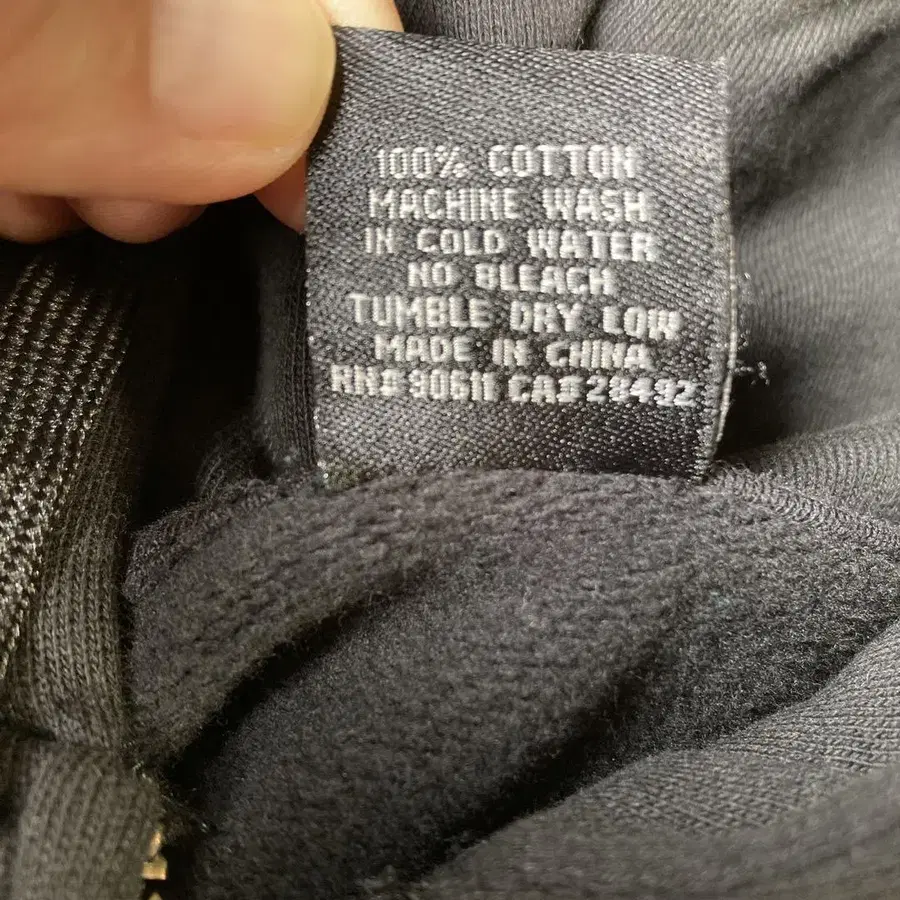 100% COTTON
MACHINE WASH
IN COLD WATER
NO BLEACH
TUMBLE DRY LOW
MADE IN CHINA
RN# 90611 CA# 28492